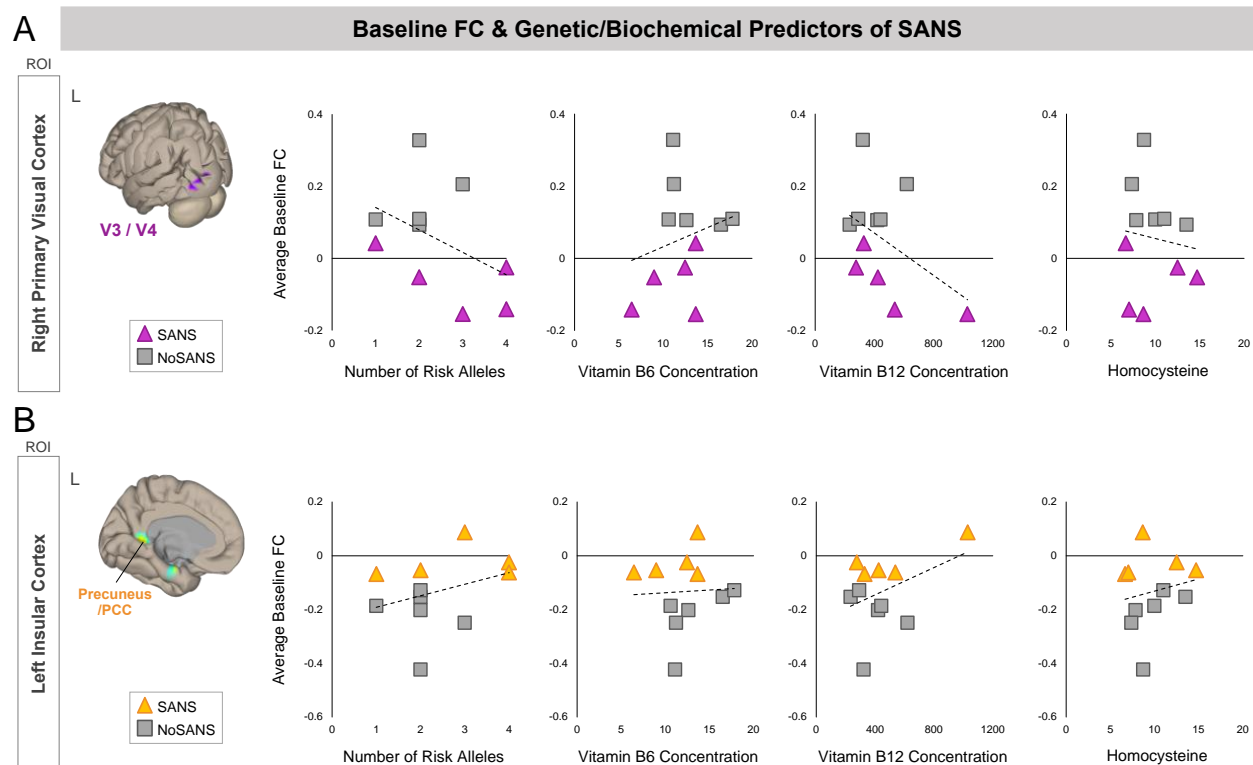 A
Baseline FC & Genetic/Biochemical Predictors of SANS
ROI
Right Primary Visual Cortex
L
V3 / V4
SANS
NoSANS
Average Baseline FC
0.4
0.2
0
-0.2
0 1 2 3 4
Number of Risk Alleles
0.4
0.2
0
-0.2
0 5 10 15 20
Vitamin B6 Concentration
0.4
0.2
0
-0.2
0 400 800 1200
Vitamin B12 Concentration
0.4
0.2
0
-0.2
0 5 10 15 20
Homocysteine
B
ROI
Left Insular Cortex
L
Precuneus
/PCC
SANS
NoSANS
Average Baseline FC
0.2
0
-0.2
-0.4
-0.6
0 1 2 3 4
Number of Risk Alleles
0.2
0
-0.2
-0.4
-0.6
0 5 10 15 20
Vitamin B6 Concentration
0.2
0
-0.2
-0.4
-0.6
0 400 800 1200
Vitamin B12 Concentration
0.2
0
-0.2
-0.4
-0.6
0 5 10 15 20
Homocysteine